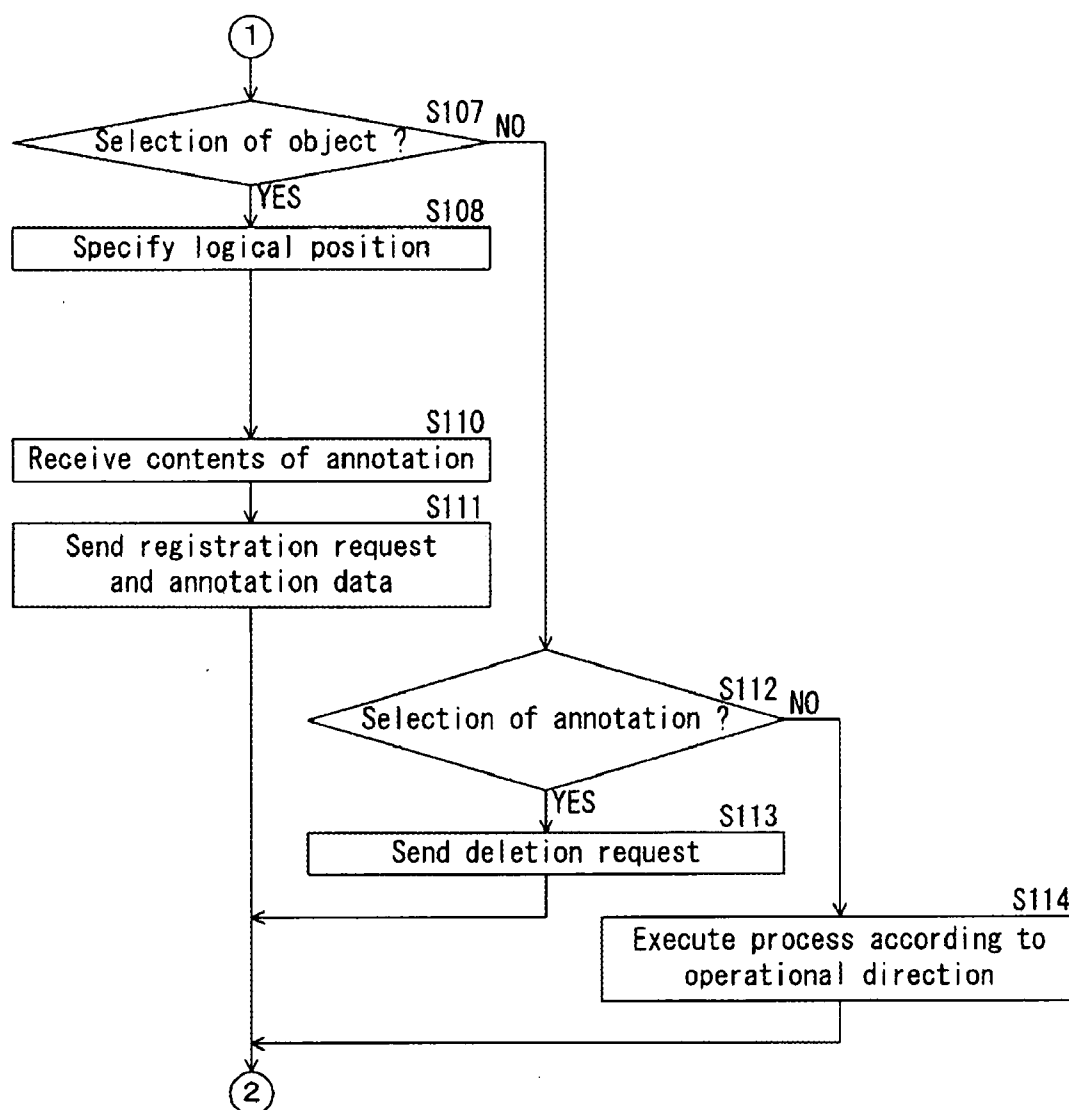 1
S107
Selection of object ?
NO
YES
S108
Specify logical position
S110
Receive contents of annotation
S111
Send registration request
and annotation data
S112
Selection of annotation ?
NO
YES
S113
Send deletion request
S114
Execute process according to
operational direction
2